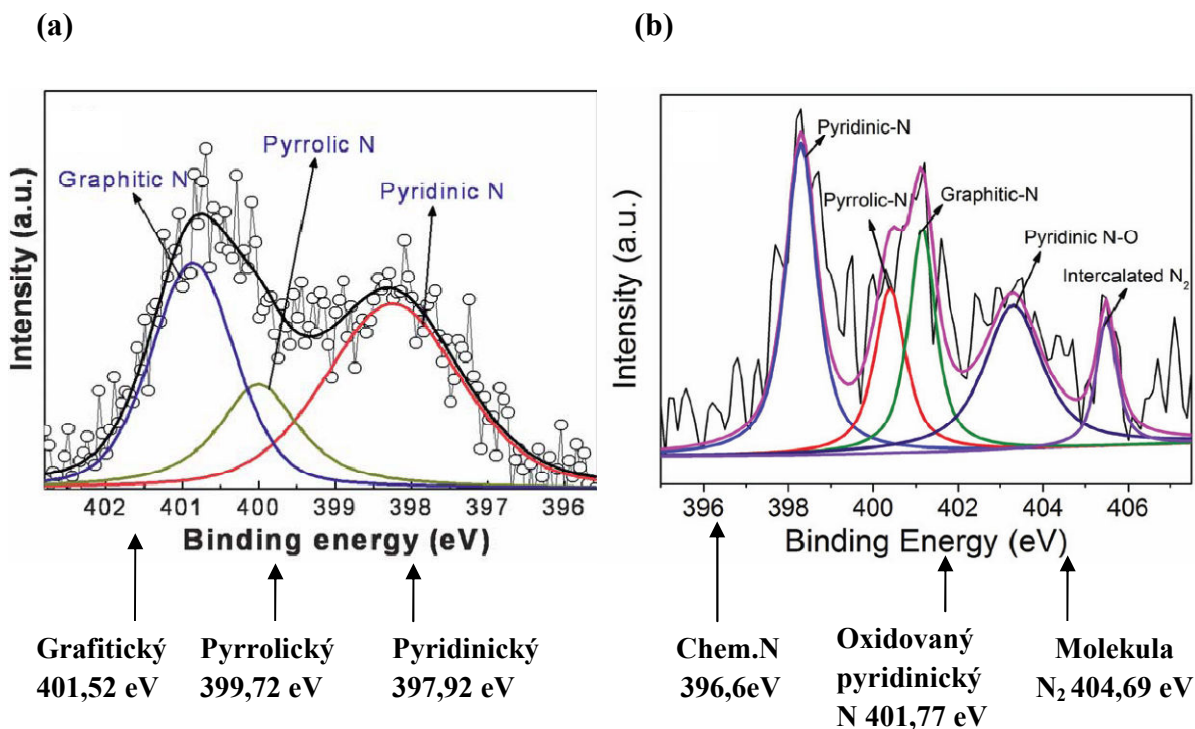 (a)
(b)
Graphitic N
Pyrrolic N
Pyridinic N
Intensity (a.u.)
402 401 400 399 398 397 396
Binding energy (eV)
Pyridinic-N
Pyrrolic-N
Graphitic-N
Pyridinic N-O
Intercalated N₂
Intensity (a.u.)
396 398 400 402 404 406
Binding Energy (eV)
Grafitický
401,52 eV
Pyrrolický
399,72 eV
Pyridinický
397,92 eV
Chem.N
396,6eV
Oxidovaný
pyridinický
N 401,77 eV
Molekula
N₂ 404,69 eV